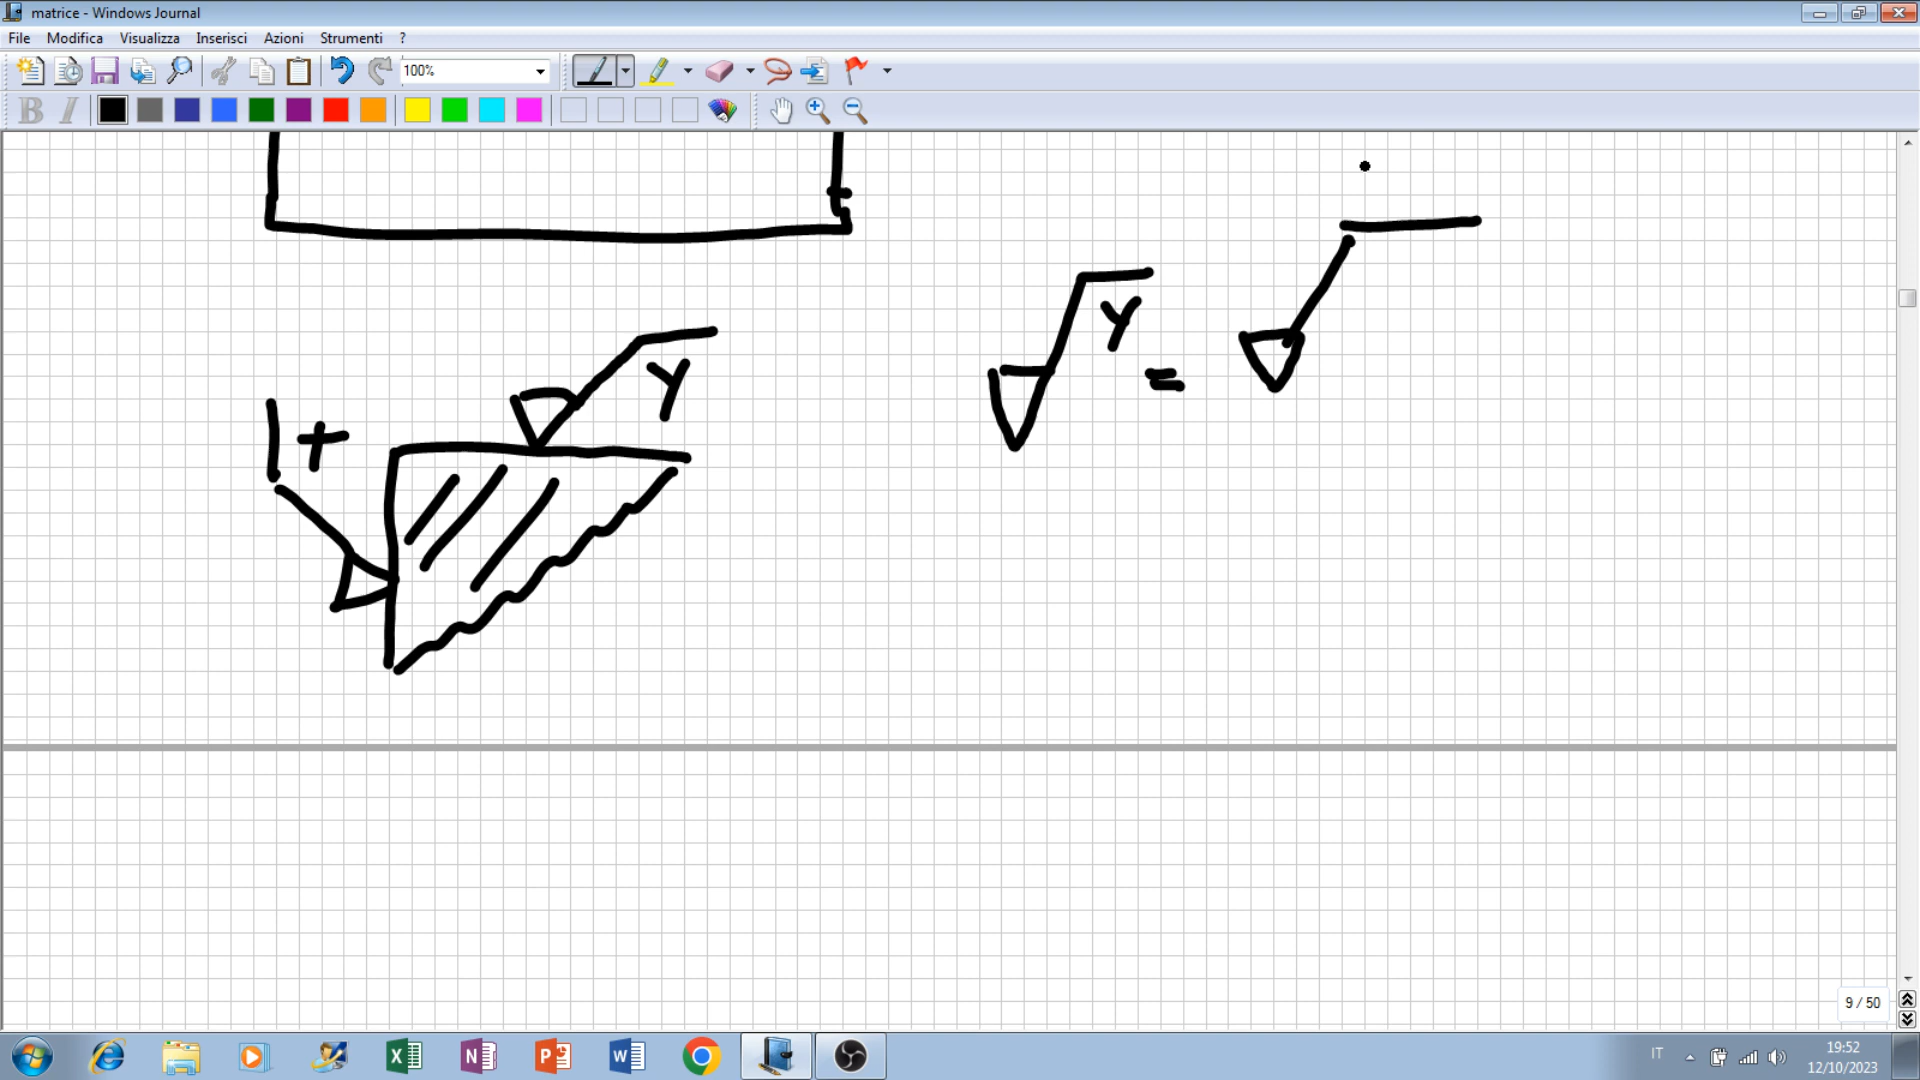 matrice - Windows Journal
File Modifica Visualizza Inserisci Azioni Strumenti ?
100%
B I
Y
Y
+
=
9 / 50
IT
19:52
12/10/2023